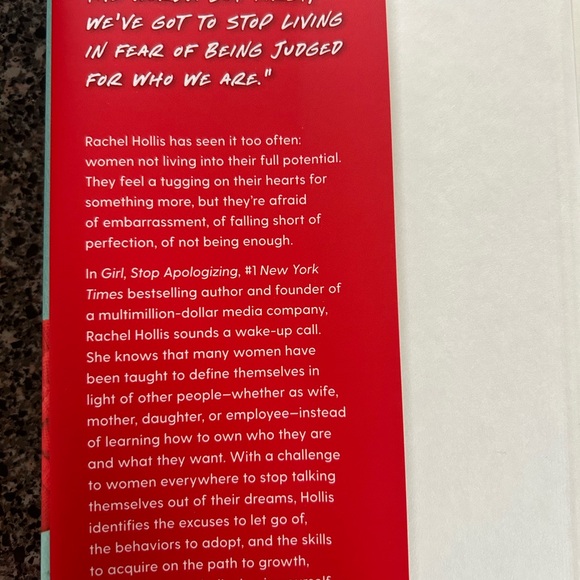 WE'VE GOT TO STOP LIVING
IN FEAR OF BEING JUDGED
FOR WHO WE ARE."
Rachel Hollis has seen it too often:
women not living into their full potential.
They feel a tugging on their hearts for
something more, but they're afraid
of embarrassment, of falling short of
perfection, of not being enough.
In Girl, Stop Apologizing, #1 New York
Times bestselling author and founder of
a multimillion-dollar media company,
Rachel Hollis sounds a wake-up call.
She knows that many women have
been taught to define themselves in
light of other people—whether as wife,
mother, daughter, or employee—instead
of learning how to own who they are
and what they want. With a challenge
to women everywhere to stop talking
themselves out of their dreams, Hollis
identifies the excuses to let go of,
the behaviors to adopt, and the skills
to acquire on the path to growth,